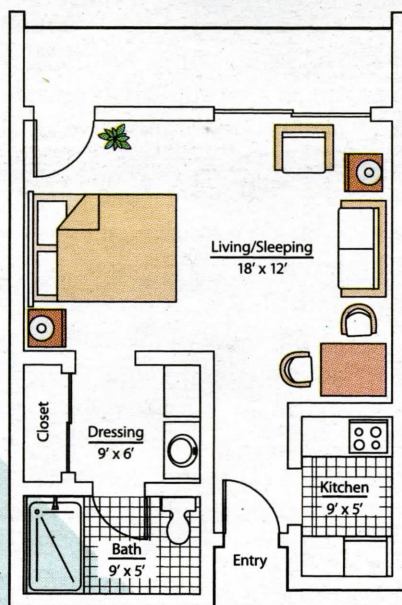 Living/Sleeping
18' x 12'
Closet
Dressing
9' x 6'
Kitchen
9' x 5'
Bath
9' x 5'
Entry